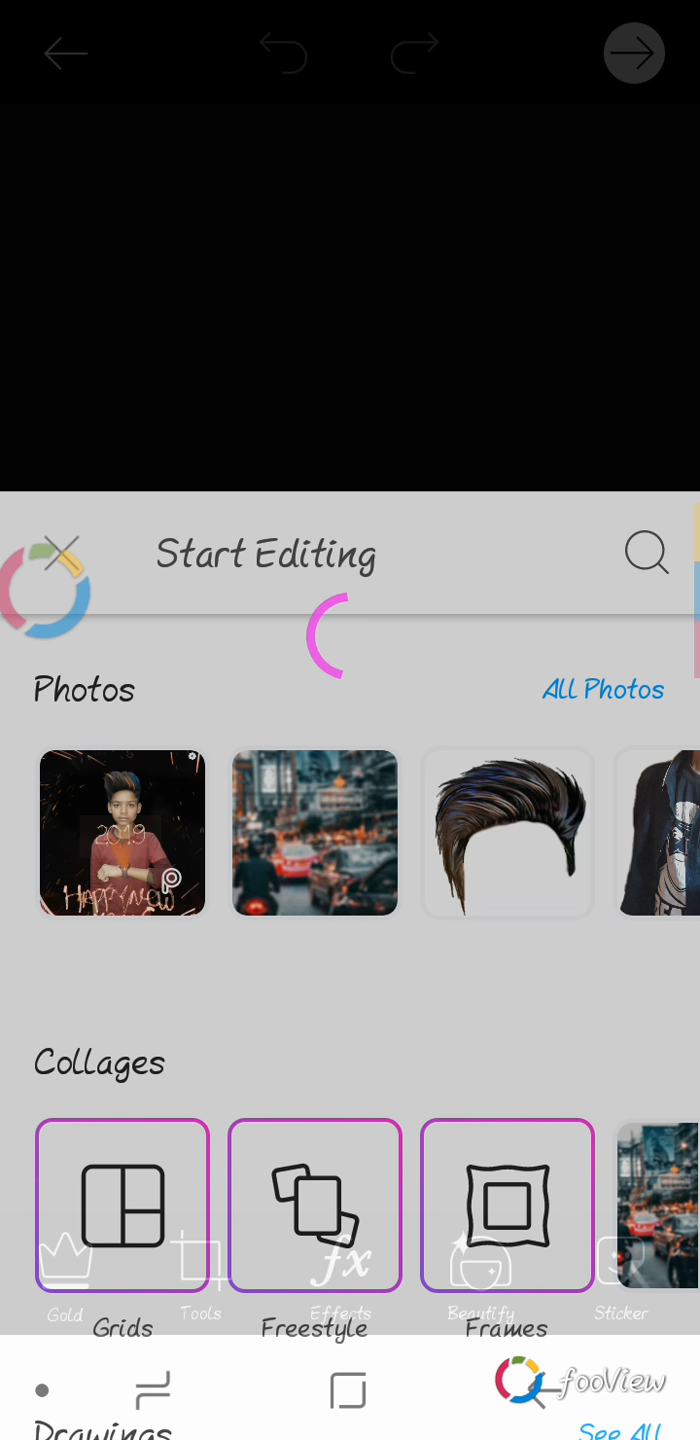 Start Editing
Photos
All Photos
2019
HAPPY NEW
Collages
Gold
Tools
Effects
Beautify
Sticker
Grids
Freestyle
Frames
fooView
Drawings
See All